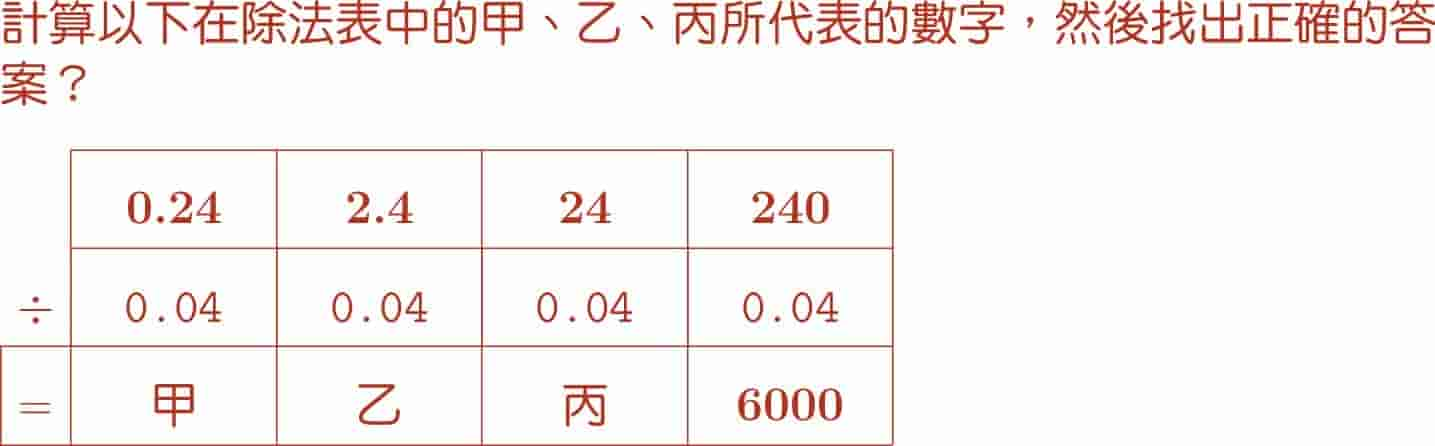 計算以下在除法表中的甲、乙、丙所代表的數字，然後找出正確的答
案？
0.24 2.4 24 240
÷ 0.04 0.04 0.04 0.04
= 甲 乙 丙 6000